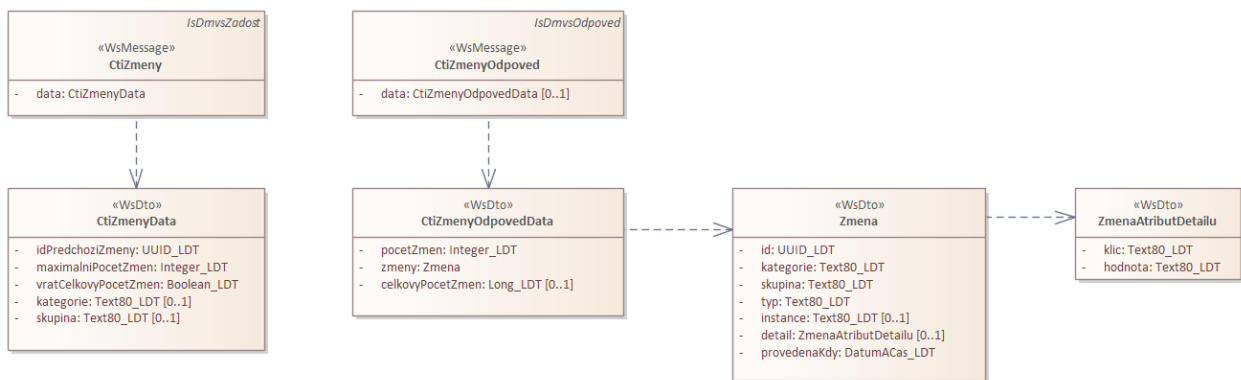 IsDmvsZadost
«WsMessage»
CtiZmeny
- data: CtiZmenyData
IsDmvsOdpoved
«WsMessage»
CtiZmenyOdpoved
- data: CtiZmenyOdpovedData [0..1]
«WsDto»
CtiZmenyData
- idPredchoziZmeny: UUID_LDT
- maximalniPocetZmen: Integer_LDT
- vratCelkovyPocetZmen: Boolean_LDT
- kategorie: Text80_LDT [0..1]
- skupina: Text80_LDT [0..1]
«WsDto»
CtiZmenyOdpovedData
- pocetZmen: Integer_LDT
- zmeny: Zmena
- celkovyPocetZmen: Long_LDT [0..1]
«WsDto»
Zmena
- id: UUID_LDT
- kategorie: Text80_LDT
- skupina: Text80_LDT
- typ: Text80_LDT
- instance: Text80_LDT [0..1]
- detail: ZmenaAtributDetailu [0..1]
- provedenaKdy: DatumACas_LDT
«WsDto»
ZmenaAtributDetailu
- klic: Text80_LDT
- hodnota: Text80_LDT